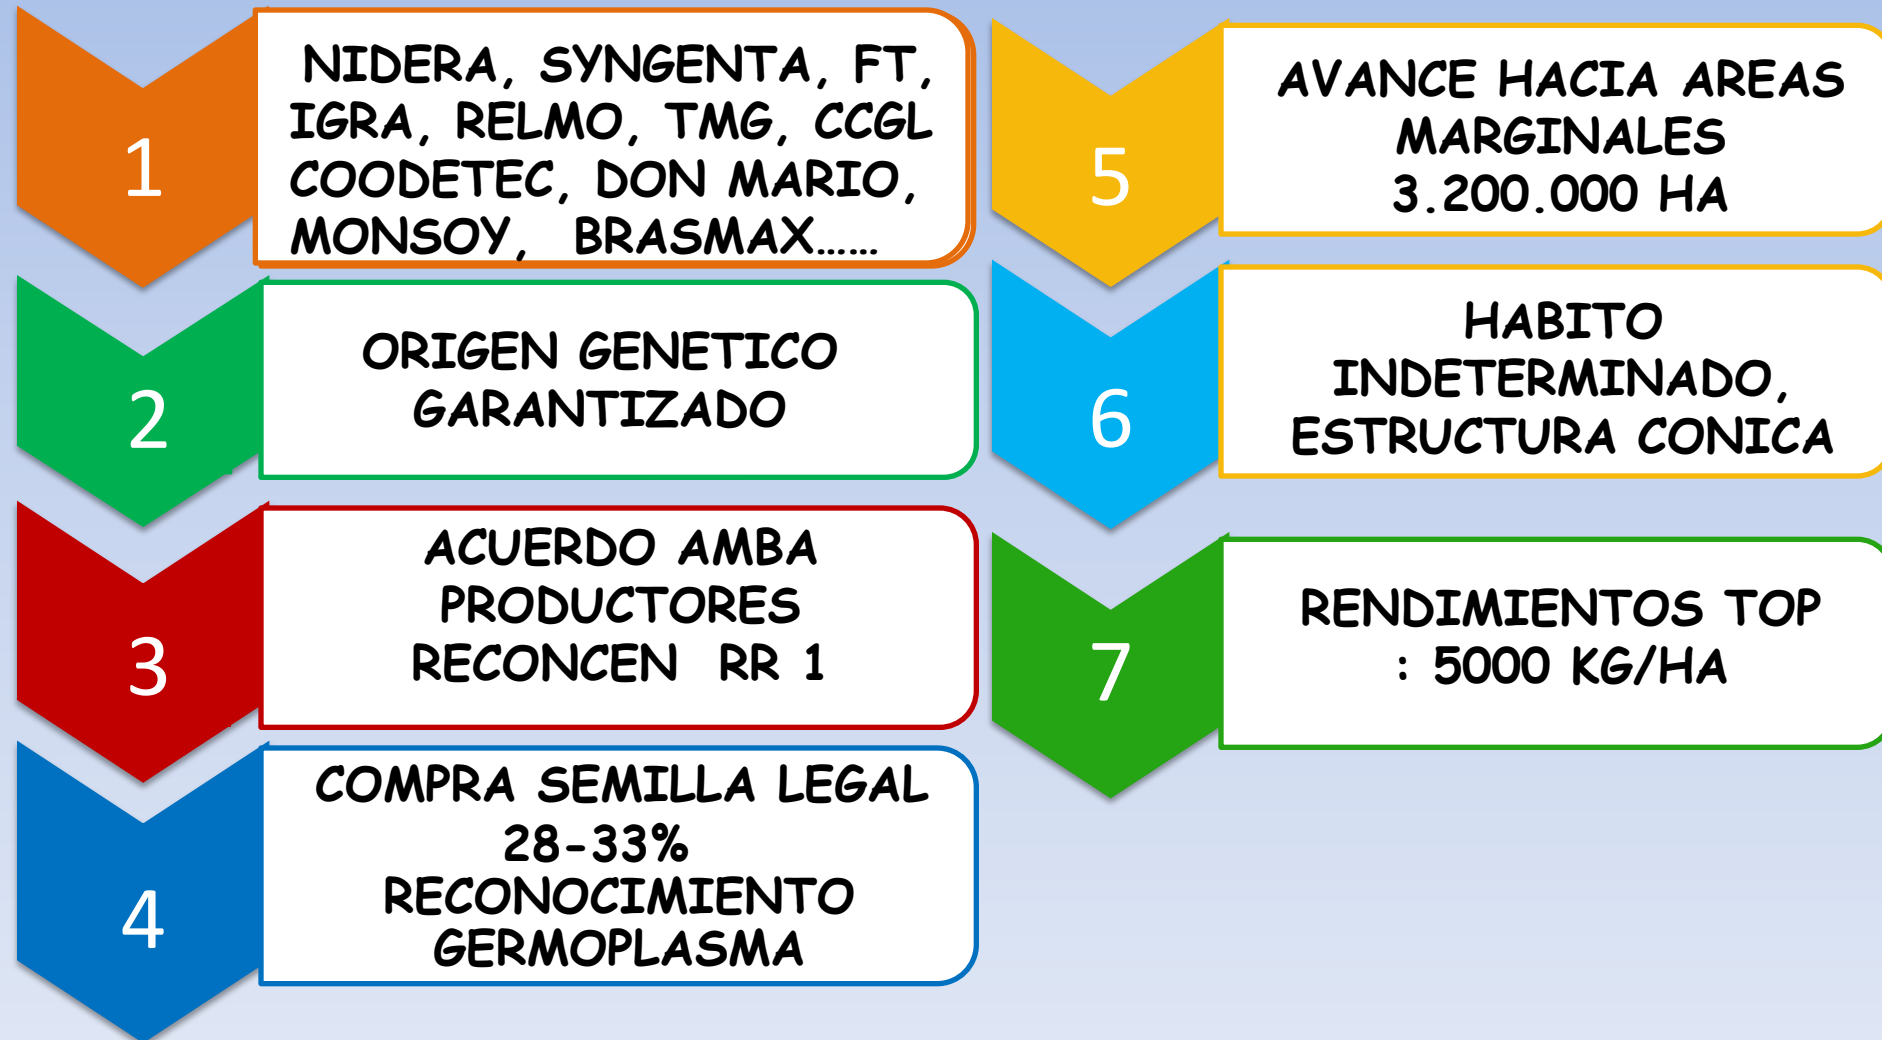 1
NIDERA, SYNGENTA, FT,
IGRA, RELMO, TMG, CCGL
COODETEC, DON MARIO,
MONSOY, BRASMAX……
2
ORIGEN GENETICO
GARANTIZADO
3
ACUERDO AMBA
PRODUCTORES
RECONCEN RR 1
4
COMPRA SEMILLA LEGAL
28-33%
RECONOCIMIENTO
GERMOPLASMA
5
AVANCE HACIA AREAS
MARGINALES
3.200.000 HA
6
HABITO
INDETERMINADO,
ESTRUCTURA CONICA
7
RENDIMIENTOS TOP
: 5000 KG/HA